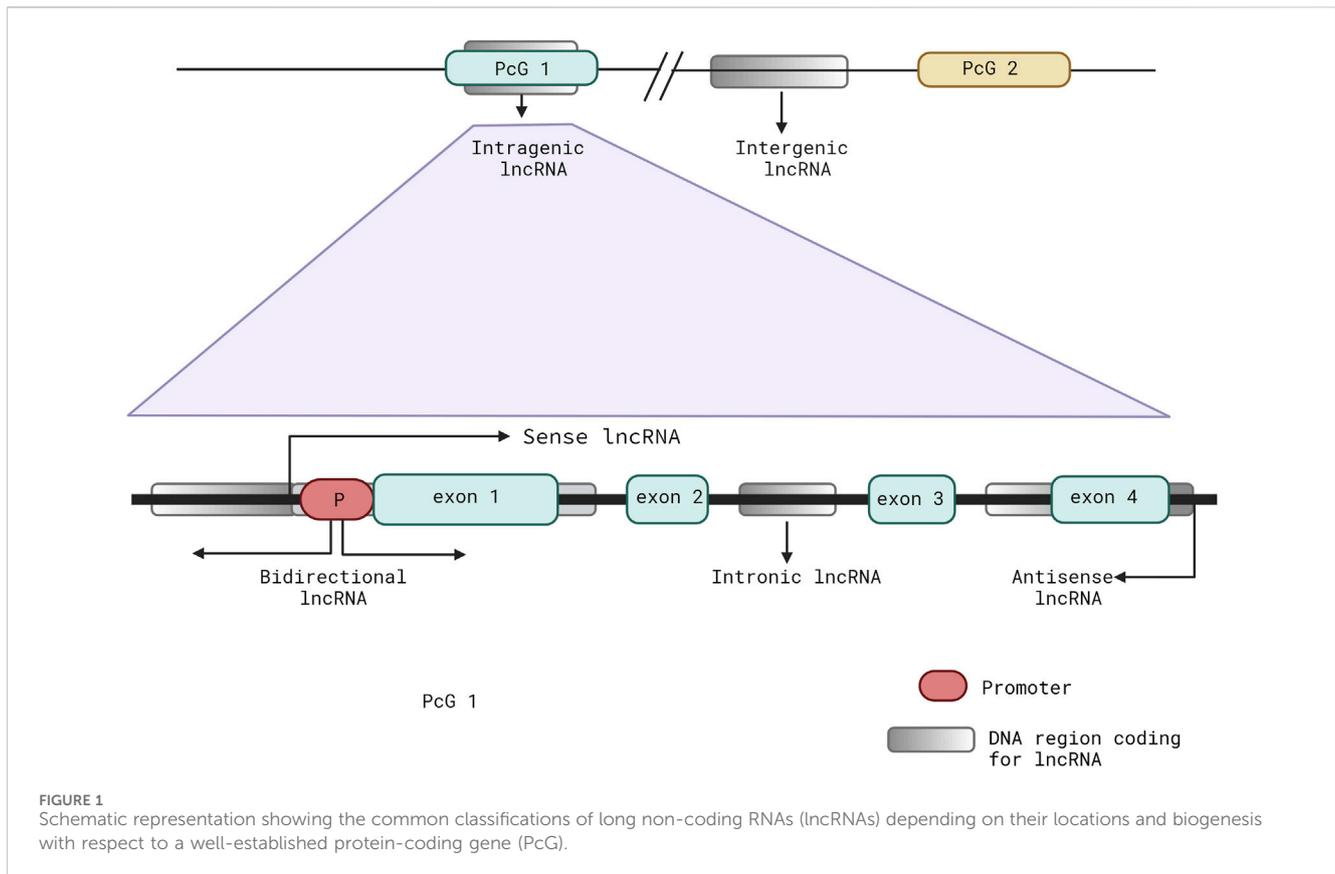 PcG 1
PcG 2
Intragenic
lncRNA
Intergenic
lncRNA
Sense lncRNA
P
exon 1
exon 2
exon 3
exon 4
Bidirectional
lncRNA
Intronic lncRNA
Antisense
lncRNA
PcG 1
Promoter
DNA region coding
for lncRNA
FIGURE 1
Schematic representation showing the common classifications of long non-coding RNAs (lncRNAs) depending on their locations and biogenesis
with respect to a well-established protein-coding gene (PcG).